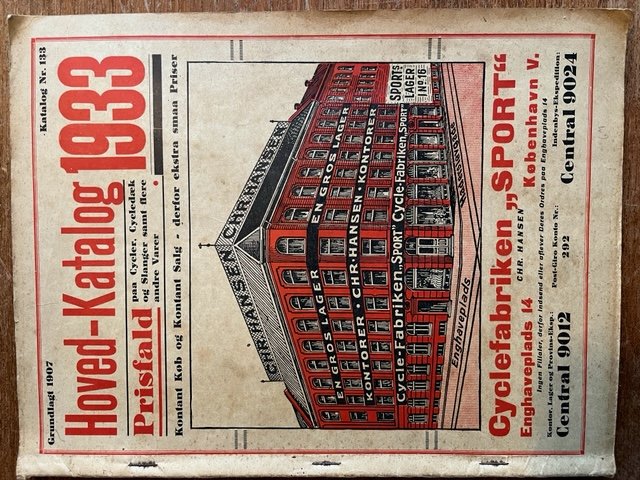 Grundlagt 1907
Katalog Nr. 133
Hoved-Katalog 1933
Prisfald
paa Cycler, Cycledæk
og Slanger samt flere
andre Varer
Kontant Køb og Kontant Salg - derfor ekstra smaa Priser
CHR. HANSEN CHR. HANSEN
EN GROS LAGER EN GROS LAGER
KONTORER · CHR. HANSEN · KONTORER
Cycle-Fabriken „SPORT" Cycle-Fabriken „SPORT"
SPORTS
LAGER
I No. 16
Enghaveplads
Cyclefabriken „SPORT"
CHR. HANSEN
Enghaveplads 14 København V.
Ingen Filialer, derfor indsend eller aflever Deres Ordres paa Enghaveplads 14
Kontor, Lager og Provins-Eksp.:
Central 9012
Post-Giro Konto Nr.:
292
Indenbys-Ekspedition:
Central 9024